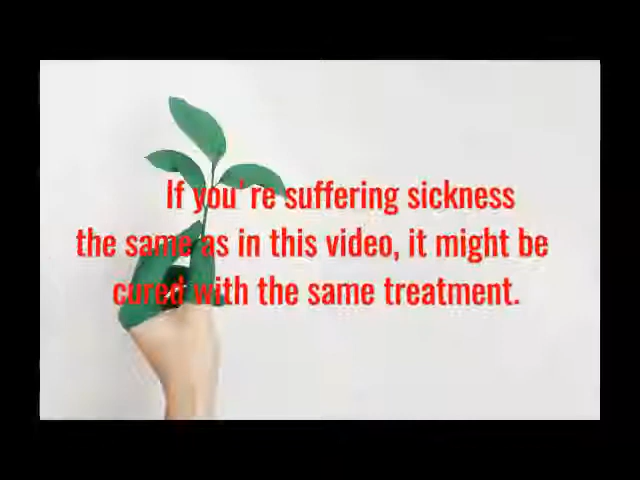 If you're suffering sickness
the same as in this video, it might be
cured with the same treatment.